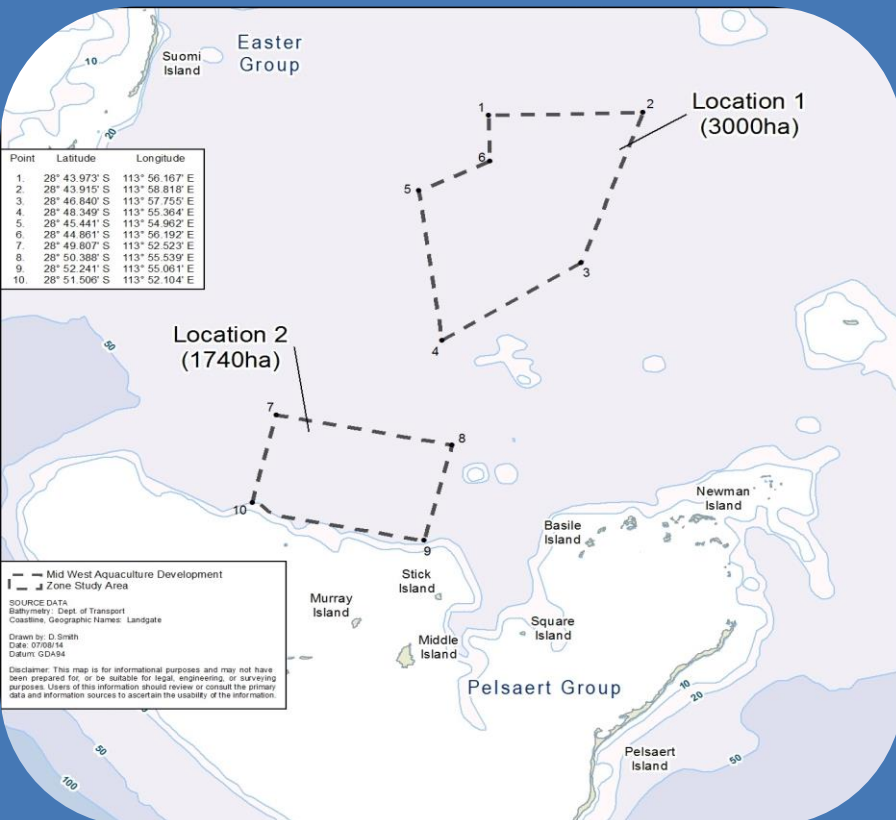 Easter
Group
Suomi
Island
10
20
1
2
Location 1
(3000ha)
6
5
3
4
Point Latitude Longitude
1. 28° 43.973' S 113° 56.167' E
2. 28° 43.915' S 113° 58.818' E
3. 28° 46.840' S 113° 57.755' E
4. 28° 48.349' S 113° 55.364' E
5. 28° 45.441' S 113° 54.962' E
6. 28° 44.861' S 113° 56.192' E
7. 28° 49.807' S 113° 52.523' E
8. 28° 50.388' S 113° 55.539' E
9. 28° 52.241' S 113° 55.061' E
10. 28° 51.506' S 113° 52.104' E
50
Location 2
(1740ha)
7
8
10
9
Newman
Island
Basile
Island
Stick
Island
Murray
Island
Square
Island
Middle
Island
Pelsaert Group
10
20
Pelsaert
Island
50
Mid West Aquaculture Development
Zone Study Area
SOURCE DATA
Bathymetry: Dept. of Transport
Coastline, Geographic Names: Landgate
Drawn by: D.Smith
Date: 07/08/14
Datum: GDA94
Disclaimer: This map is for informational purposes and may not have
been prepared for, or be suitable for legal, engineering, or surveying
purposes. Users of this information should review or consult the primary
data and information sources to ascertain the usability of the information.
50
100